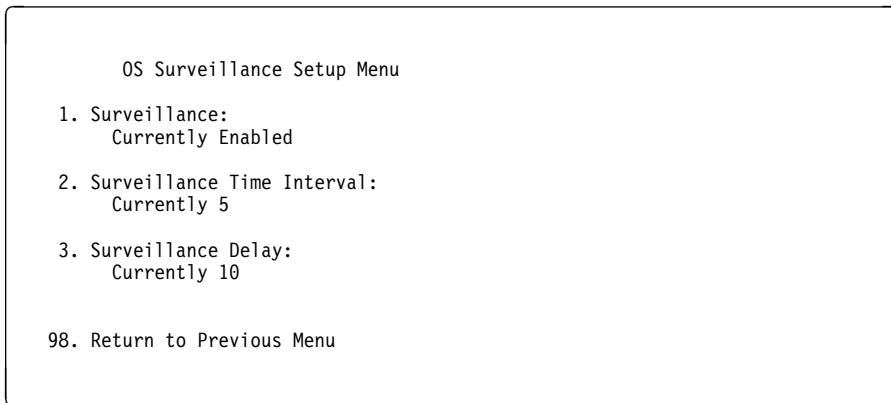 OS Surveillance Setup Menu
1. Surveillance:
Currently Enabled
2. Surveillance Time Interval:
Currently 5
3. Surveillance Delay:
Currently 10
98. Return to Previous Menu